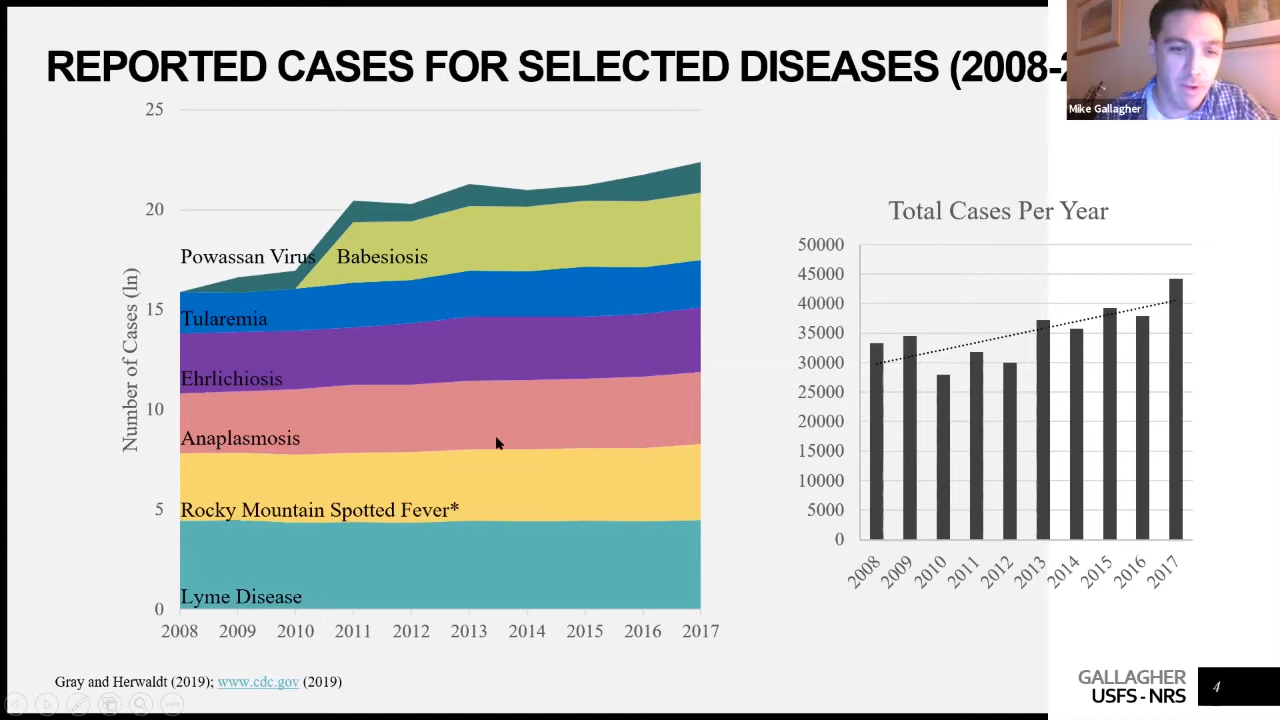 REPORTED CASES FOR SELECTED DISEASES (2008-
Mike Gallagher
25
20
15
10
5
0
Number of Cases (ln)
Powassan Virus
Babesiosis
Tularemia
Ehrlichiosis
Anaplasmosis
Rocky Mountain Spotted Fever*
Lyme Disease
2008 2009 2010 2011 2012 2013 2014 2015 2016 2017
Total Cases Per Year
50000
45000
40000
35000
30000
25000
20000
15000
10000
5000
0
2008 2009 2010 2011 2012 2013 2014 2015 2016 2017
Gray and Herwaldt (2019); www.cdc.gov (2019)
GALLAGHER
USFS - NRS
4